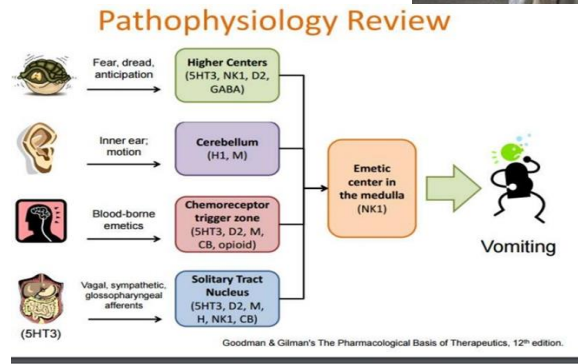 Pathophysiology Review
Fear, dread,
anticipation
Higher Centers
(5HT3, NK1, D2,
GABA)
Inner ear;
motion
Cerebellum
(H1, M)
Emetic
center in
the medulla
(NK1)
Vomiting
Blood-borne
emetics
Chemoreceptor
trigger zone
(5HT3, D2, M,
CB, opioid)
Vagal, sympathetic,
glossopharyngeal
afferents
(5HT3)
Solitary Tract
Nucleus
(5HT3, D2, M,
H, NK1, CB)
Goodman & Gilman's The Pharmacological Basis of Therapeutics, 12th edition.